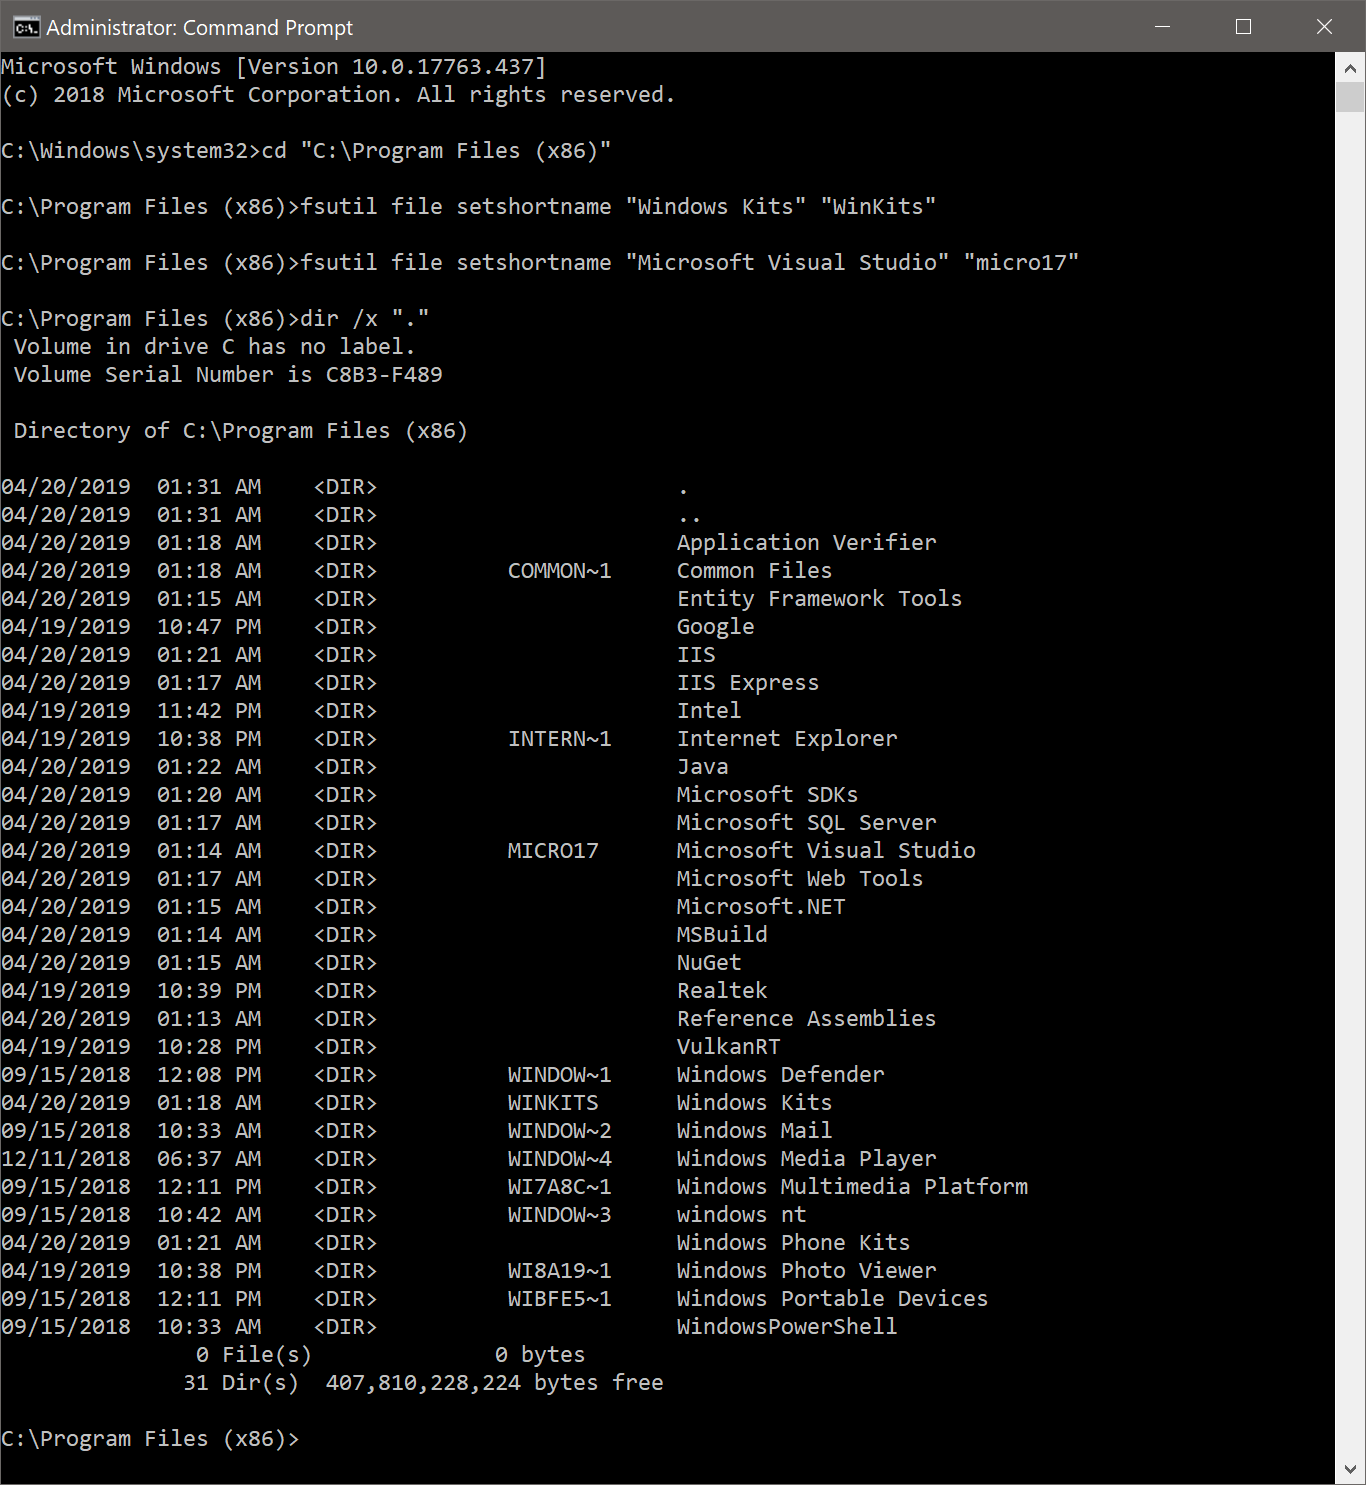 Administrator: Command Prompt
Microsoft Windows [Version 10.0.17763.437]
(c) 2018 Microsoft Corporation. All rights reserved.
C:\Windows\system32>cd "C:\Program Files (x86)"
C:\Program Files (x86)>fsutil file setshortname "Windows Kits" "WinKits"
C:\Program Files (x86)>fsutil file setshortname "Microsoft Visual Studio" "micro17"
C:\Program Files (x86)>dir /x "."
Volume in drive C has no label.
Volume Serial Number is C8B3-F489
Directory of C:\Program Files (x86)
04/20/2019  01:31 AM    <DIR>                       .
04/20/2019  01:31 AM    <DIR>                       ..
04/20/2019  01:18 AM    <DIR>                       Application Verifier
04/20/2019  01:18 AM    <DIR>          COMMON~1     Common Files
04/20/2019  01:15 AM    <DIR>                       Entity Framework Tools
04/19/2019  10:47 PM    <DIR>                       Google
04/20/2019  01:21 AM    <DIR>                       IIS
04/20/2019  01:17 AM    <DIR>                       IIS Express
04/19/2019  11:42 PM    <DIR>                       Intel
04/19/2019  10:38 PM    <DIR>          INTERN~1     Internet Explorer
04/20/2019  01:22 AM    <DIR>                       Java
04/20/2019  01:20 AM    <DIR>                       Microsoft SDKs
04/20/2019  01:17 AM    <DIR>                       Microsoft SQL Server
04/20/2019  01:14 AM    <DIR>          MICRO17      Microsoft Visual Studio
04/20/2019  01:17 AM    <DIR>                       Microsoft Web Tools
04/20/2019  01:15 AM    <DIR>                       Microsoft.NET
04/20/2019  01:14 AM    <DIR>                       MSBuild
04/20/2019  01:15 AM    <DIR>                       NuGet
04/19/2019  10:39 PM    <DIR>                       Realtek
04/20/2019  01:13 AM    <DIR>                       Reference Assemblies
04/19/2019  10:28 PM    <DIR>                       VulkanRT
09/15/2018  12:08 PM    <DIR>          WINDOW~1     Windows Defender
04/20/2019  01:18 AM    <DIR>          WINKITS      Windows Kits
09/15/2018  10:33 AM    <DIR>          WINDOW~2     Windows Mail
12/11/2018  06:37 AM    <DIR>          WINDOW~4     Windows Media Player
09/15/2018  12:11 PM    <DIR>          WI7A8C~1     Windows Multimedia Platform
09/15/2018  10:42 AM    <DIR>          WINDOW~3     windows nt
04/20/2019  01:21 AM    <DIR>                       Windows Phone Kits
04/19/2019  10:38 PM    <DIR>          WI8A19~1     Windows Photo Viewer
09/15/2018  12:11 PM    <DIR>          WIBFE5~1     Windows Portable Devices
09/15/2018  10:33 AM    <DIR>                       WindowsPowerShell
0 File(s)              0 bytes
31 Dir(s)  407,810,228,224 bytes free
C:\Program Files (x86)>